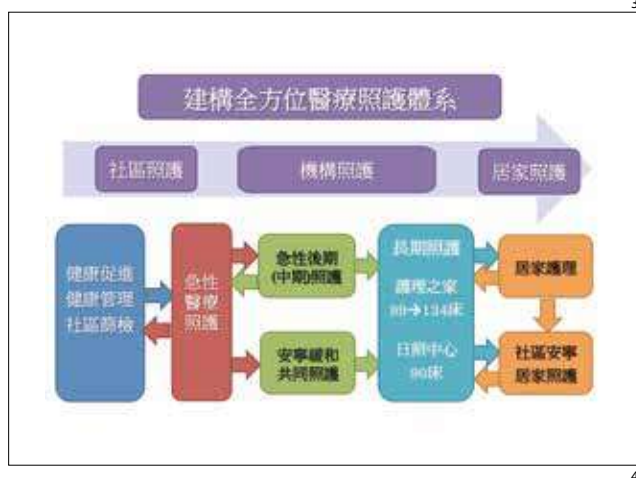 建構全方位醫療照護體系
社區照護
機構照護
居家照護
健康促進
健康管理
社區篩檢
急性
醫療
照護
急性後期
(中期)照護
安寧緩和
共同照護
長期照護
護理之家
99→134床
日照中心
90床
居家護理
社區安寧
居家照護